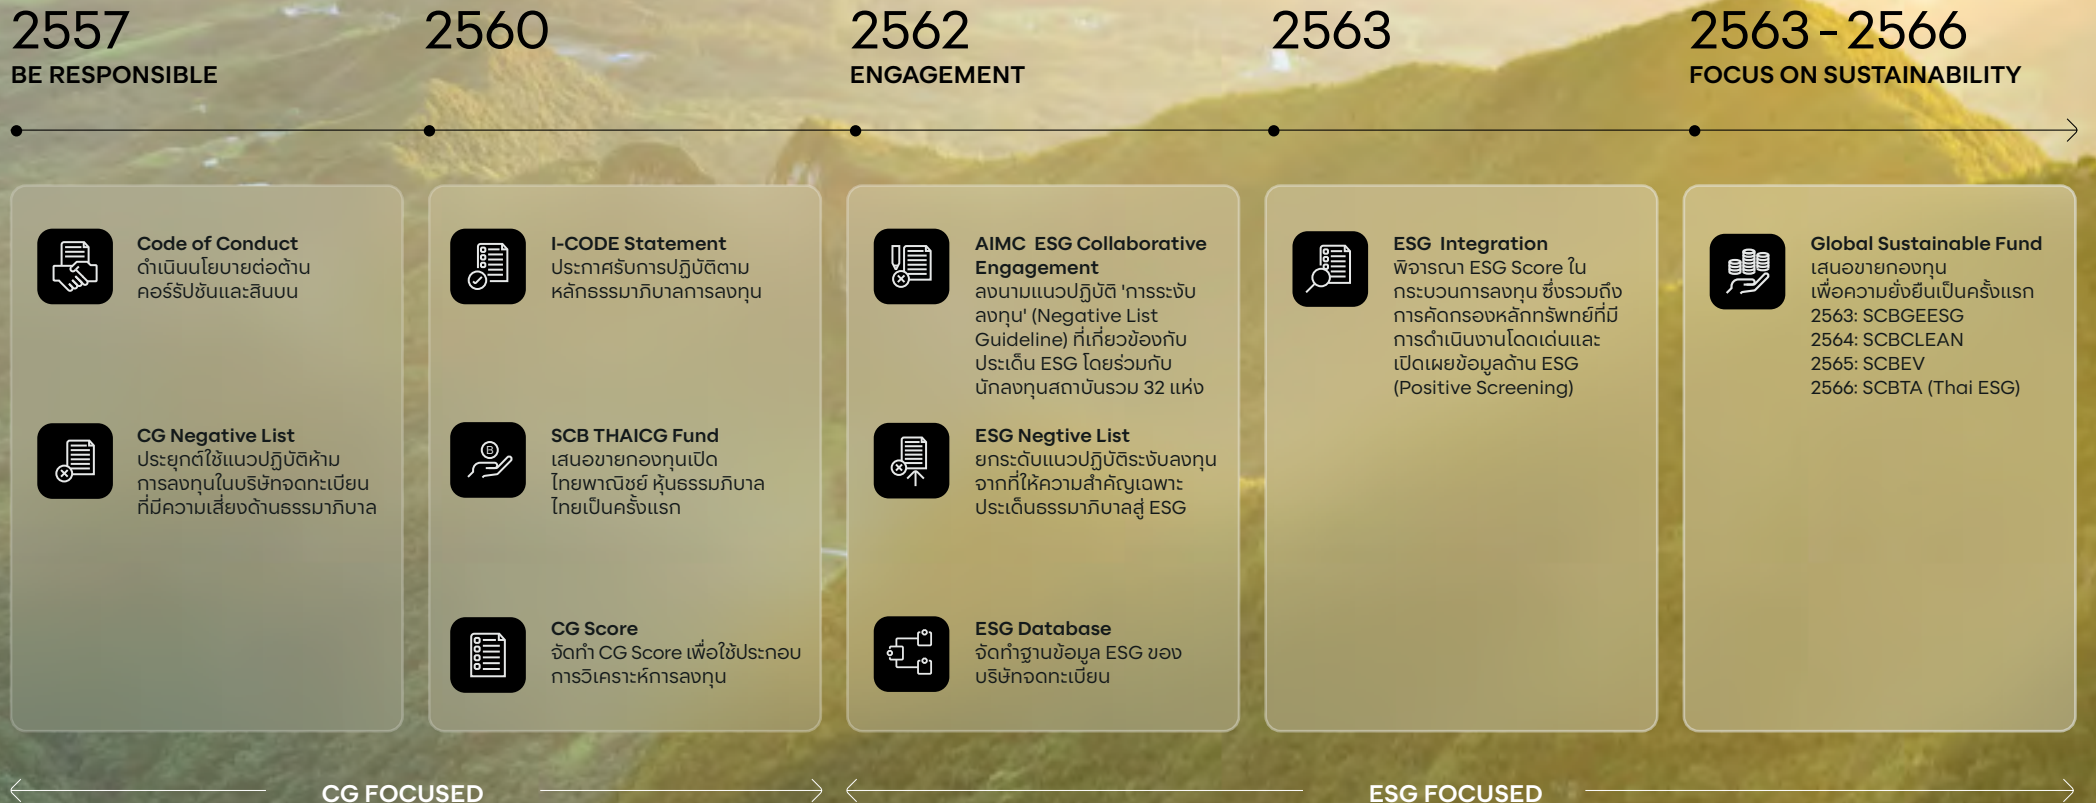 2557
BE RESPONSIBLE
2560
2562
ENGAGEMENT
2563
2563 - 2566
FOCUS ON SUSTAINABILITY
Code of Conduct
ดำเนินนโยบายต่อต้าน
คอร์รัปชันและสินบน
CG Negative List
ประยุกต์ใช้แนวปฏิบัติห้าม
การลงทุนในบริษัทจดทะเบียน
ที่มีความเสี่ยงด้านธรรมาภิบาล
I-CODE Statement
ประกาศรับการปฏิบัติตาม
หลักธรรมาภิบาลการลงทุน
SCB THAICG Fund
เสนอขายกองทุนเปิด
ไทยพาณิชย์ หุ้นธรรมภิบาล
ไทยเป็นครั้งแรก
CG Score
จัดทำ CG Score เพื่อใช้ประกอบ
การวิเคราะห์การลงทุน
AIMC ESG Collaborative
Engagement
ลงนามแนวปฏิบัติ 'การระงับ
ลงทุน' (Negative List
Guideline) ที่เกี่ยวข้องกับ
ประเด็น ESG โดยร่วมกับ
นักลงทุนสถาบันรวม 32 แห่ง
ESG Negtive List
ยกระดับแนวปฏิบัติระงับลงทุน
จากที่ให้ความสำคัญเฉพาะ
ประเด็นธรรมาภิบาลสู่ ESG
ESG Database
จัดทำฐานข้อมูล ESG ของ
บริษัทจดทะเบียน
ESG Integration
พิจารณา ESG Score ใน
กระบวนการลงทุน ซึ่งรวมถึง
การคัดกรองหลักทรัพท์ที่มี
การดำเนินงานโดดเด่นและ
เปิดเผยข้อมูลด้าน ESG
(Positive Screening)
Global Sustainable Fund
เสนอขายกองทุน
เพื่อความยั่งยืนเป็นครั้งแรก
2563: SCBGEESG
2564: SCBCLEAN
2565: SCBEV
2566: SCBTA (Thai ESG)
CG FOCUSED
ESG FOCUSED